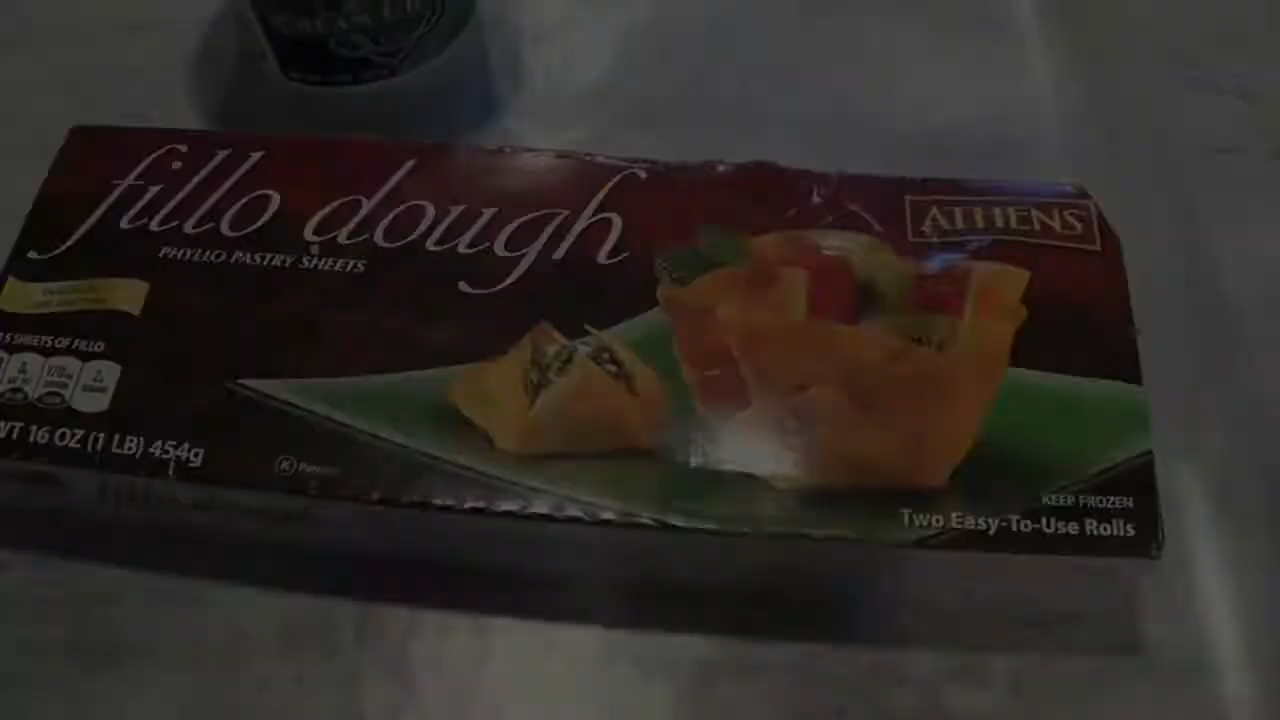 fillo dough
ATHENS
PHYLLO PASTRY SHEETS
5 SHEETS OF FILLO
WT 16 OZ (1 LB) 454g
K
KEEP FROZEN
Two Easy-To-Use Rolls